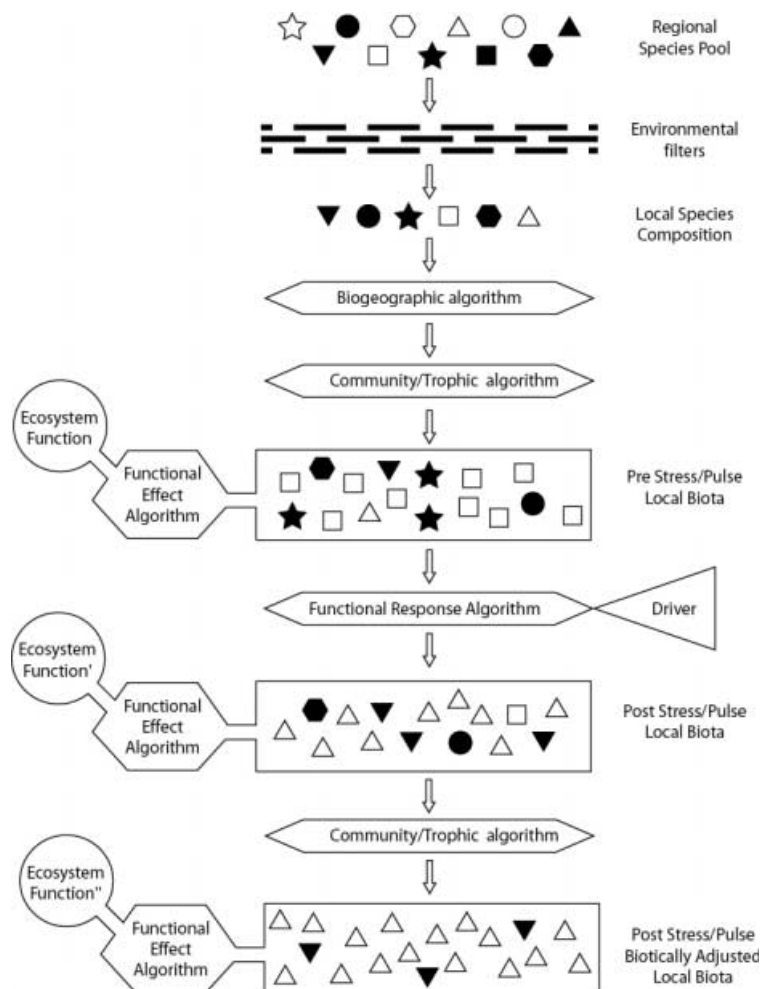 Regional
Species Pool
Environmental
filters
Local Species
Composition
Biogeographic algorithm
Community/Trophic algorithm
Ecosystem
Function
Functional
Effect
Algorithm
Pre Stress/Pulse
Local Biota
Functional Response Algorithm
Driver
Ecosystem
Function'
Functional
Effect
Algorithm
Post Stress/Pulse
Local Biota
Community/Trophic algorithm
Ecosystem
Function"
Functional
Effect
Algorithm
Post Stress/Pulse
Biotically Adjusted
Local Biota